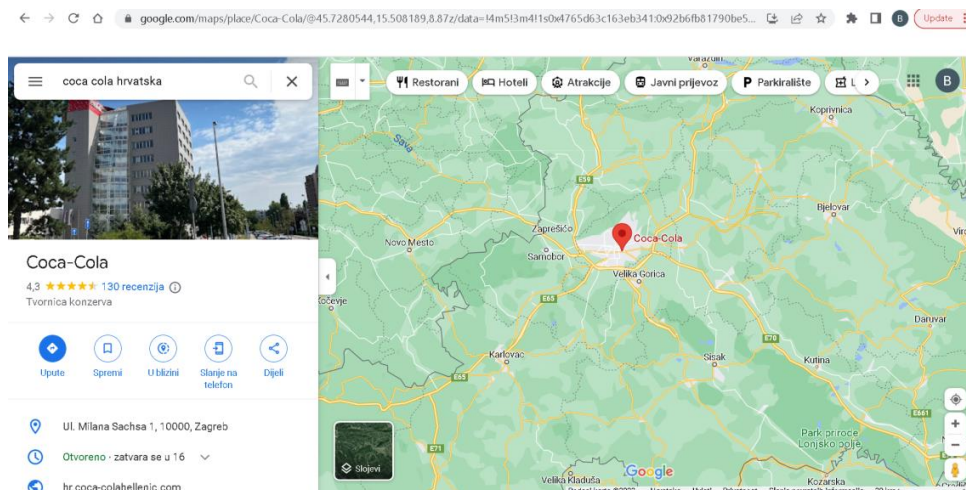 google.com/maps/place/Coca-Cola/@45.7280544,15.508189,8.87z/data=!4m5!3m4!1s0x4765d63c163eb341:0x92b6fb81790be5...
B
Update
coca cola hrvatska
Restorani
Hoteli
Atrakcije
Javni prijevoz
P Parkiralište
B
Varaždin
Koprivnica
Sava
E59
Bjelovar
Zaprešićo
Coca-Cola
Novo Mesto
Samobor
Velika Gorica
Kočevje
E65
Daruvar
E70
Karlovac
Sisak
Kutina
E65
E661
Park prirode
Lonjsko polje
E71
Slojevi
Google
Velika Kladuša
Kozarska
Coca-Cola
4,3
130 recenzija
Tvornica konzerva
Upute
Spremi
U blizini
Slanje na
telefon
Dijeli
Ul. Milana Sachsa 1, 10000, Zagreb
Otvoreno · zatvara se u 16
hr.coca-colahellenic.com